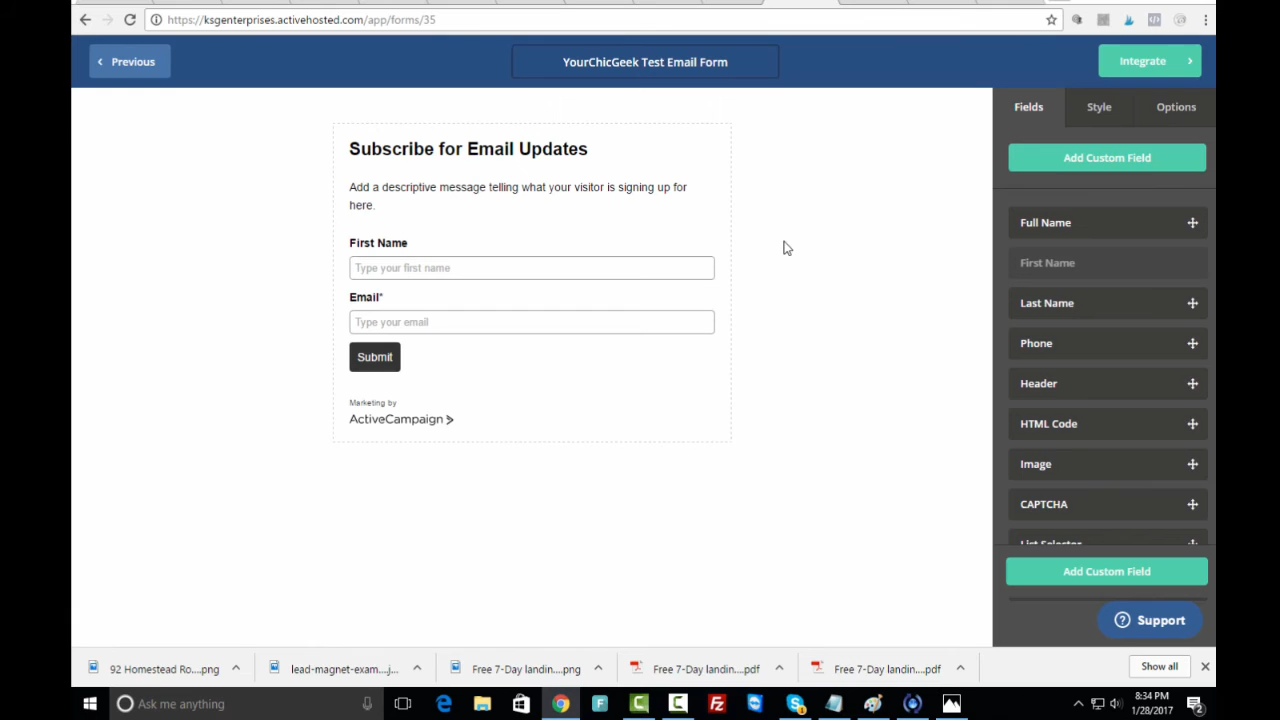 https://ksgenterprises.activehosted.com/app/forms/35
Previous
YourChicGeek Test Email Form
Integrate
Fields
Style
Options
Add Custom Field
Subscribe for Email Updates
Add a descriptive message telling what your visitor is signing up for
here.
First Name
Type your first name
Email*
Type your email
Submit
Marketing by
ActiveCampaign
Full Name
First Name
Last Name
Phone
Header
HTML Code
Image
CAPTCHA
List Selector
Add Custom Field
Support
92 Homestead Ro....png
lead-magnet-exam....j...
Free 7-Day landin....png
Free 7-Day landin....pdf
Free 7-Day landin....pdf
Show all
Ask me anything
8:34 PM
1/28/2017